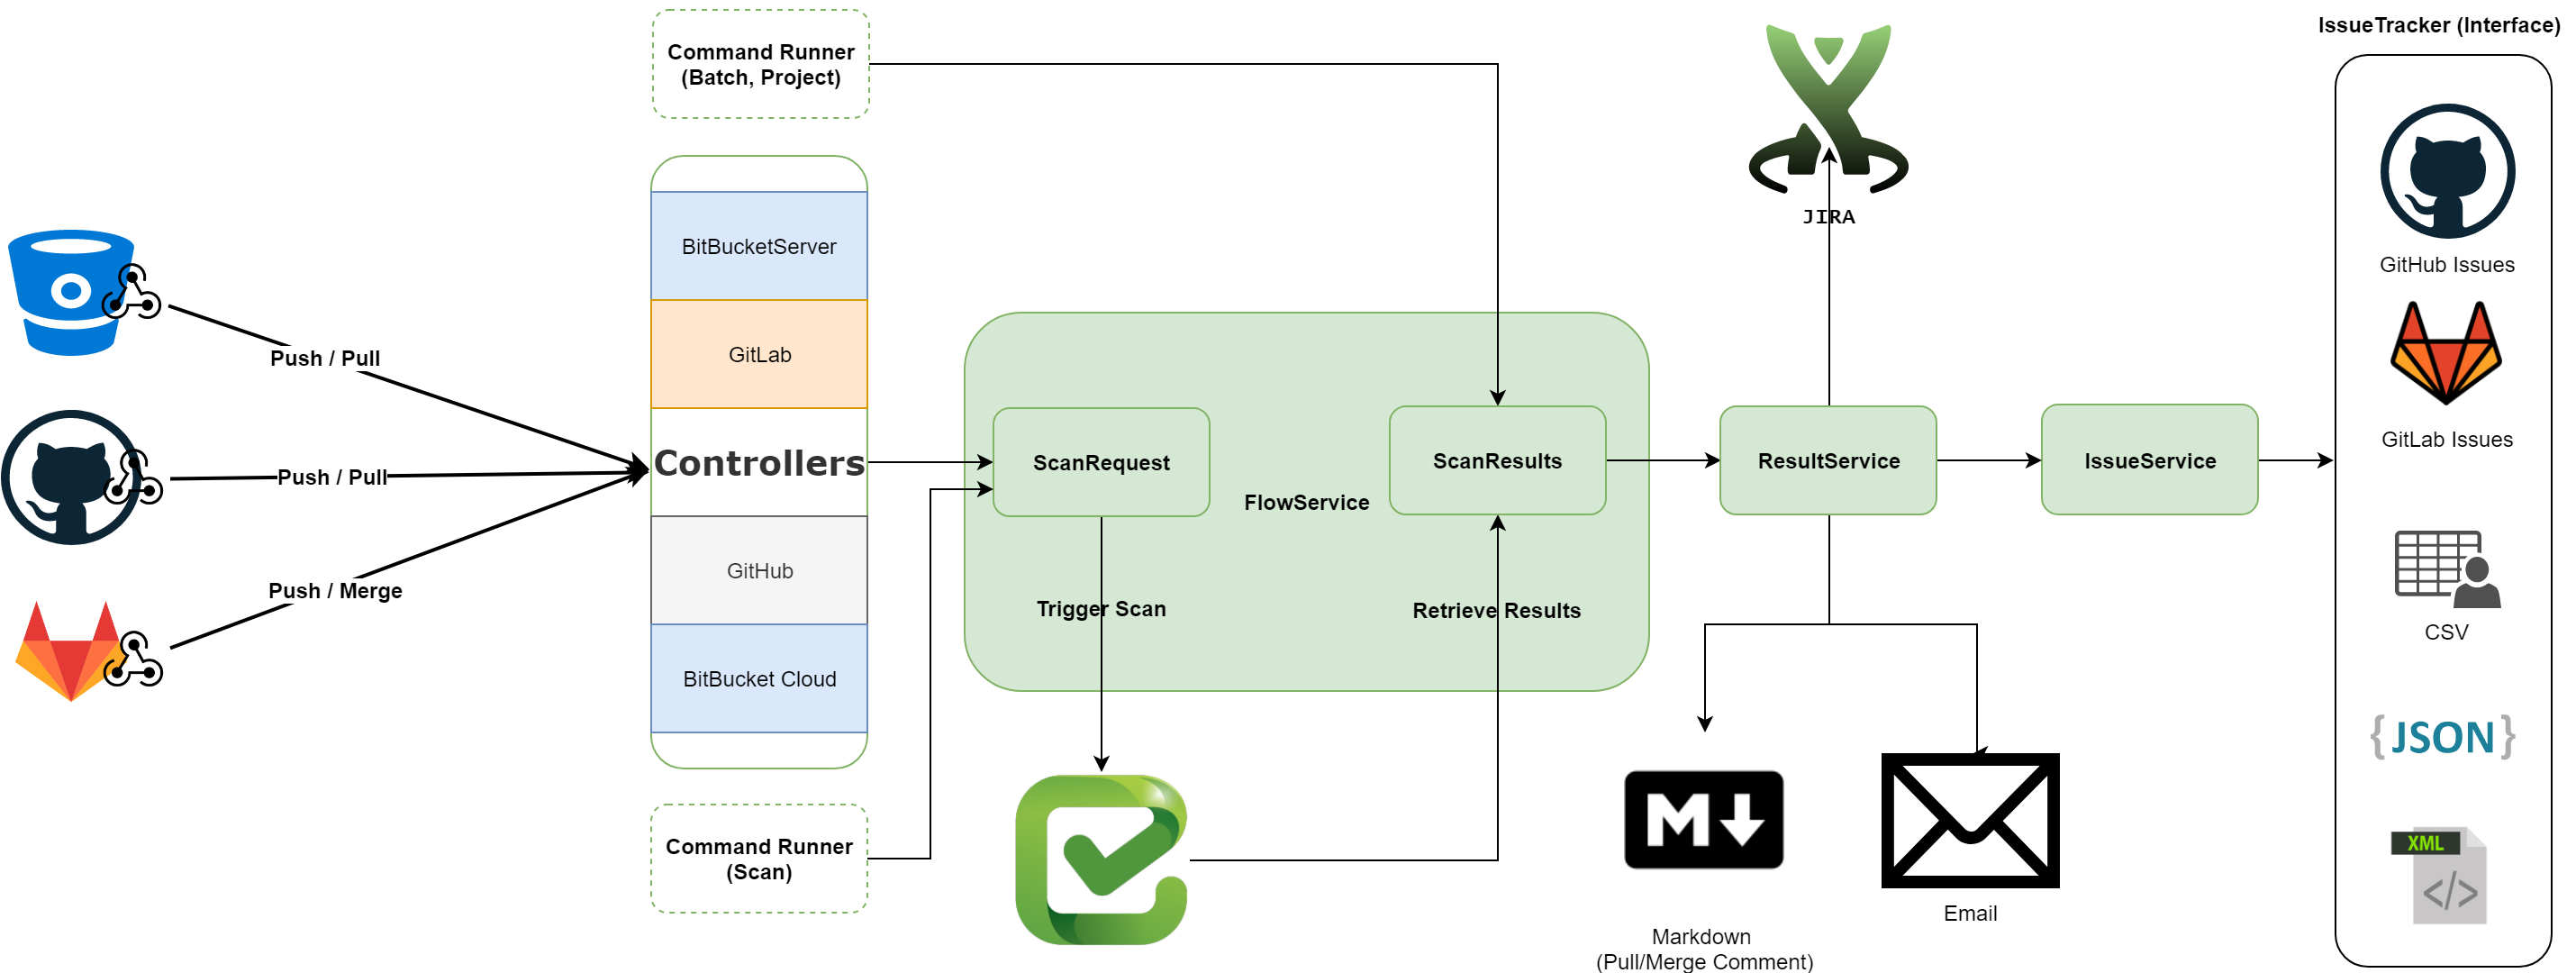 IssueTracker (Interface)
Command Runner
(Batch, Project)
JIRA
BitBucketServer
GitHub Issues
Push / Pull
GitLab
GitLab Issues
Controllers
ScanRequest
ScanResults
ResultService
IssueService
Push / Pull
FlowService
GitHub
Push / Merge
Trigger Scan
Retrieve Results
CSV
BitBucket Cloud
{JSON}
Command Runner
(Scan)
M
XML
</>
Email
Markdown
(Pull/Merge Comment)